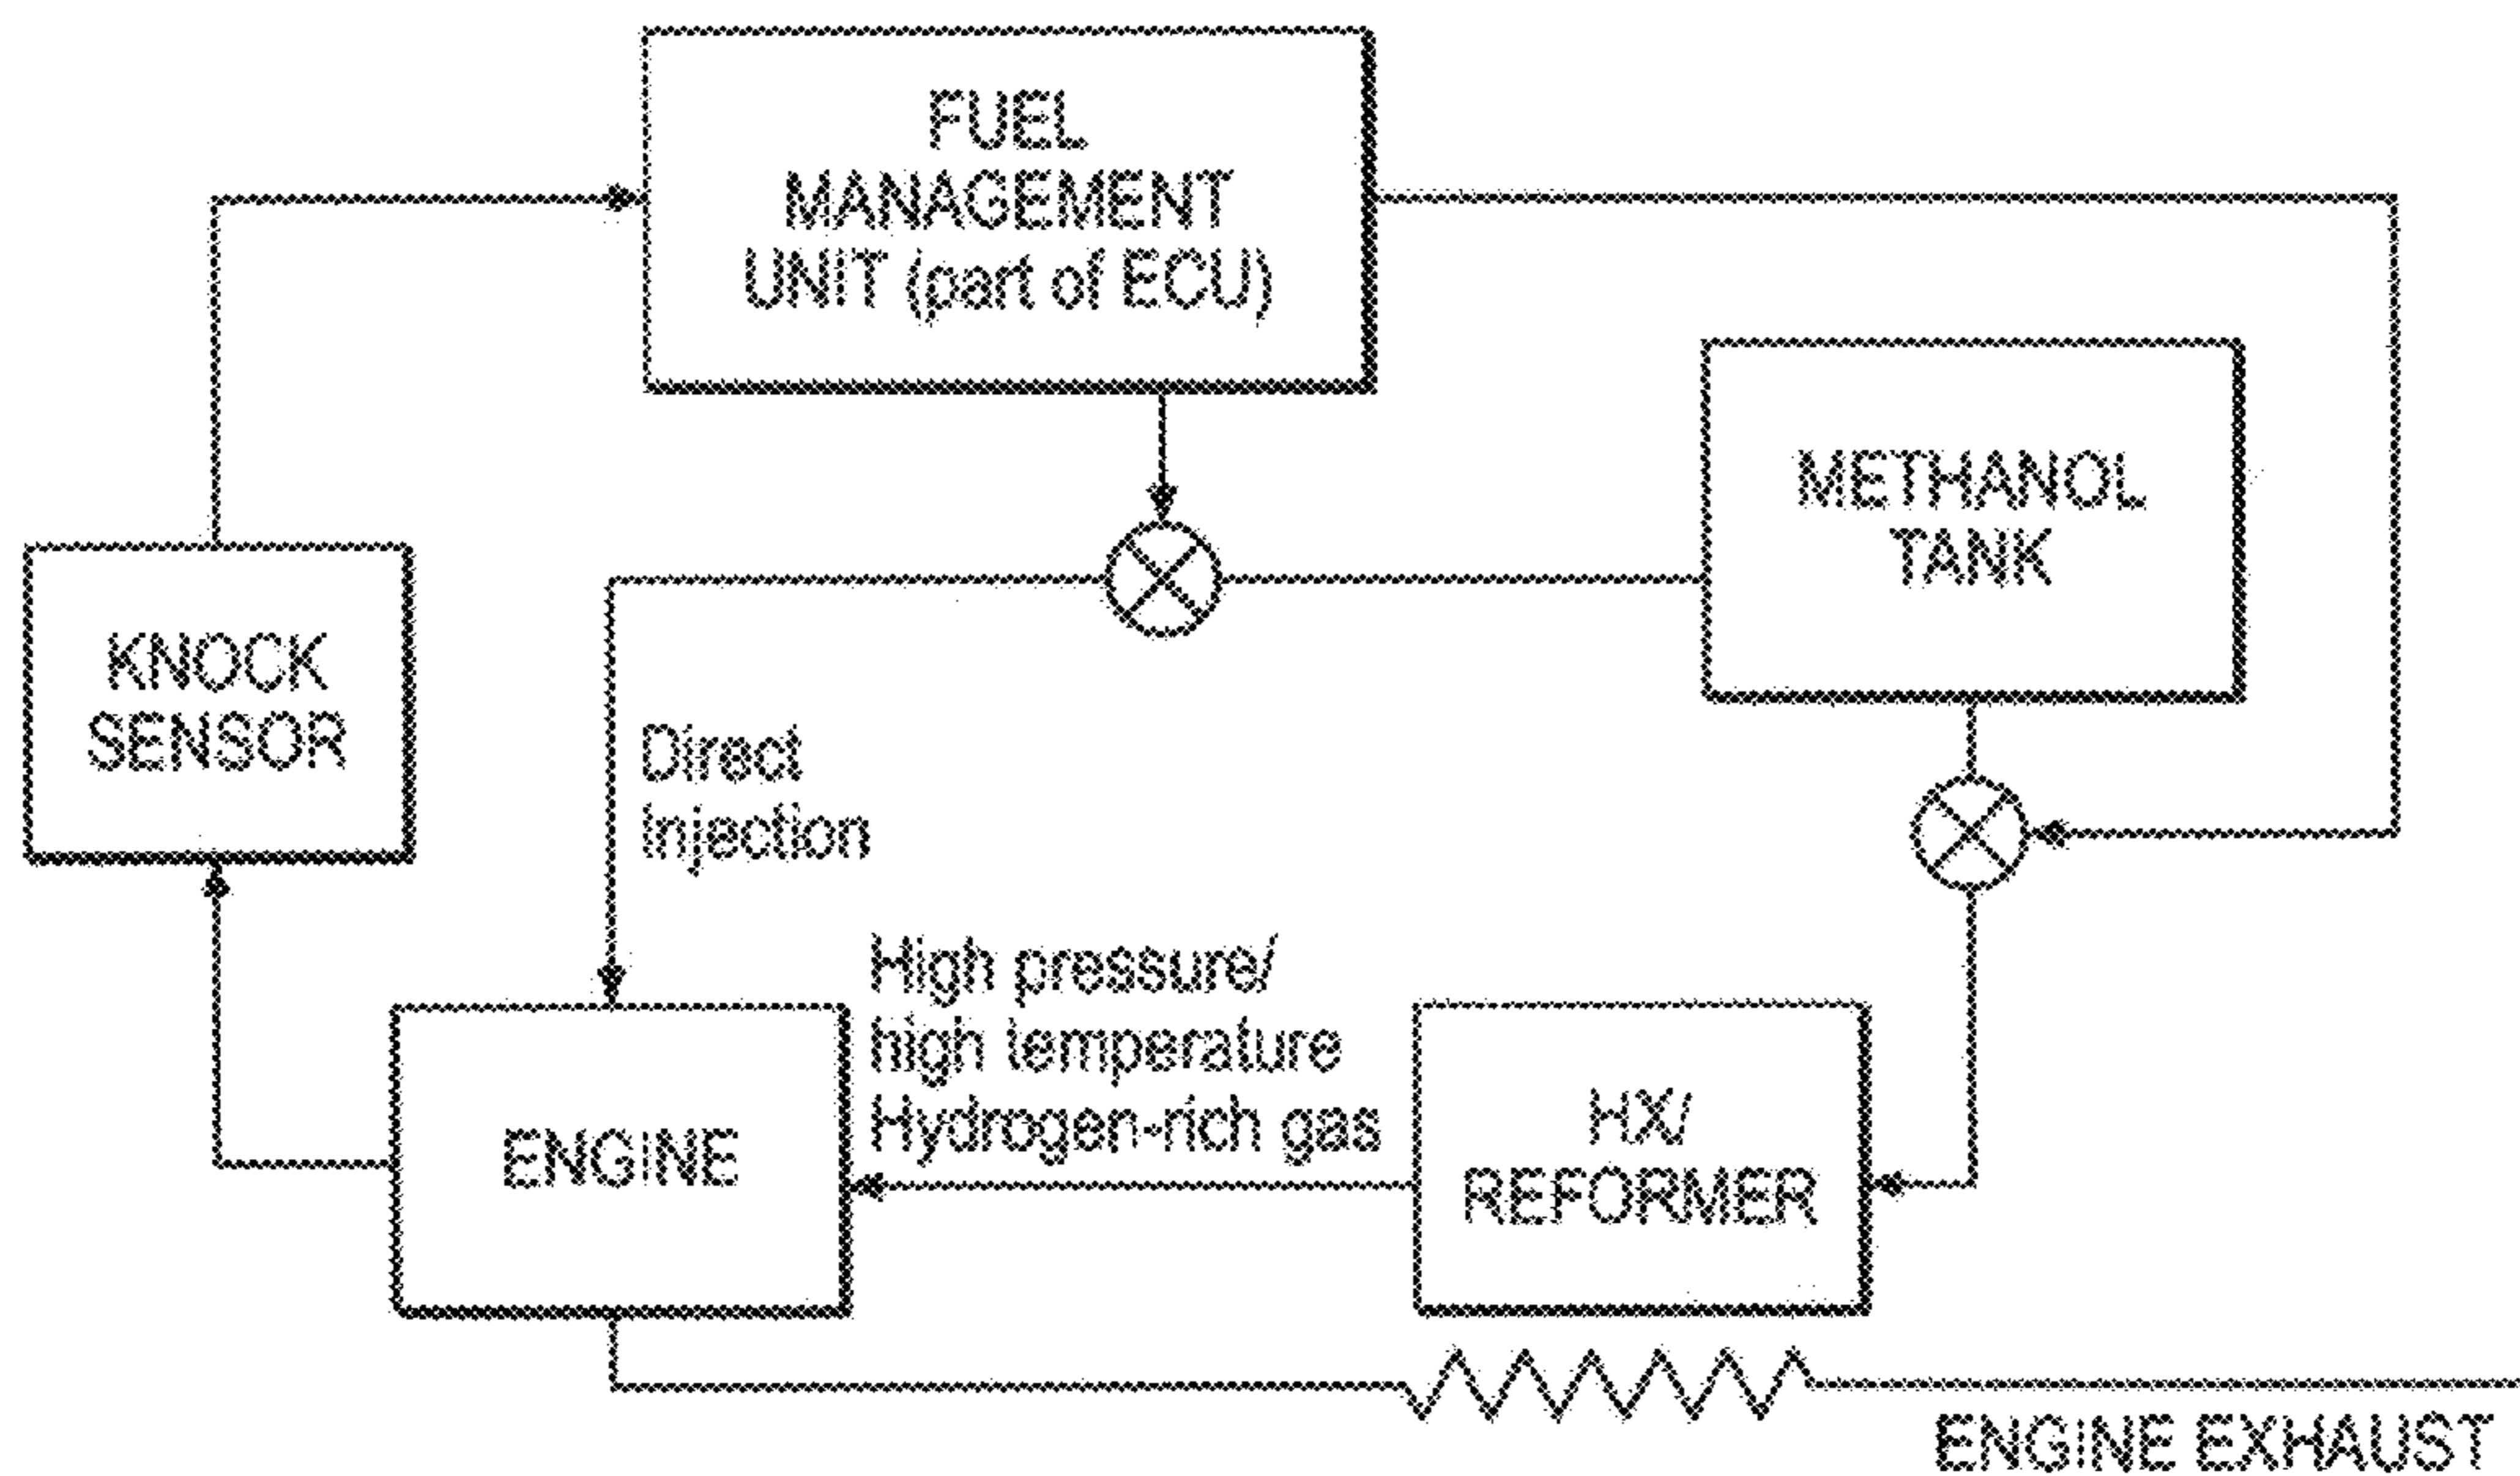 FUEL
MANAGEMENT
UNIT (part of ECU)
METHANOL
TANK
KNOCK
SENSOR
Direct
Injection
High pressure/
high temperature
Hydrogen-rich gas
ENGINE
HX/
REFORMER
ENGINE EXHAUST